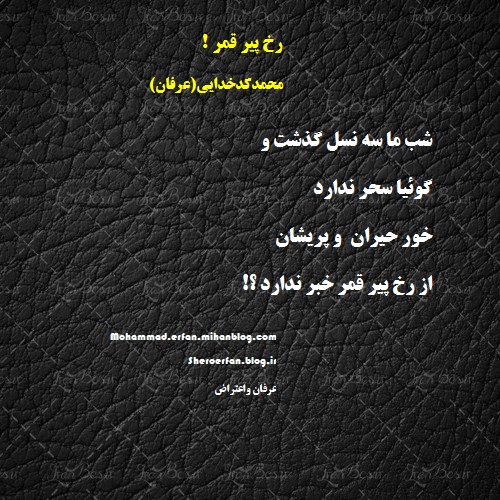 رخ پیر قمر !
محمدکدخدایی(عرفان)
شب ما سه نسل گذشت و
گوئیا سحر ندارد
خور حیران و پریشان
از رخ پیر قمر خبر ندارد ؟!
Mohammad.erfan.mihanblog.com
Sheroerfan.blog.ir
عرفان واعتراض